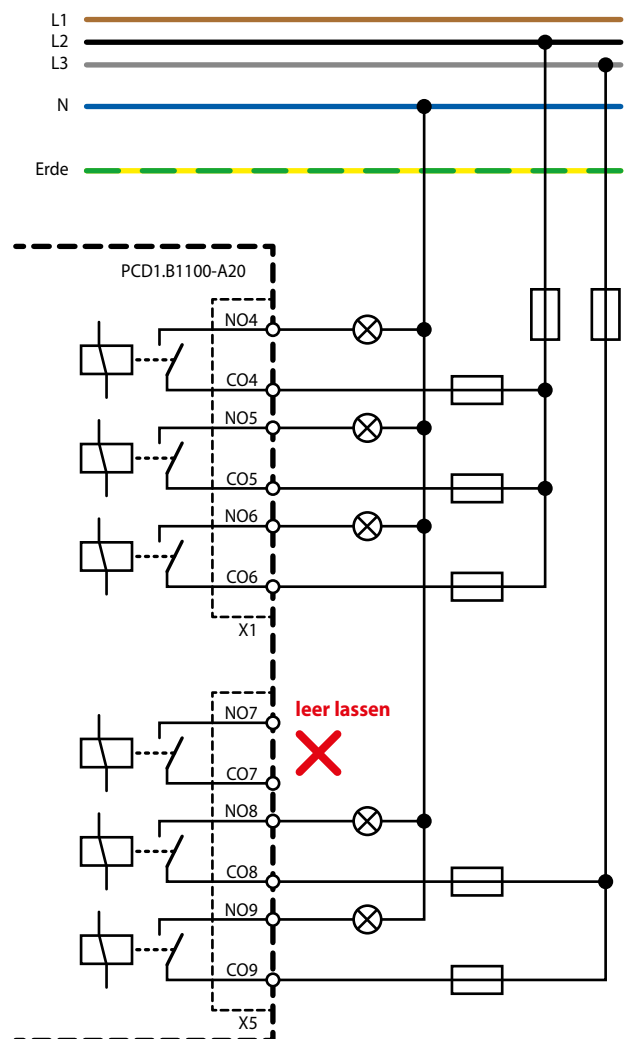 L1
L2
L3
N
Erde
PCD1.B1100-A20
NO4
CO4
NO5
CO5
NO6
CO6
X1
leer lassen
NO7
CO7
NO8
CO8
NO9
CO9
X5